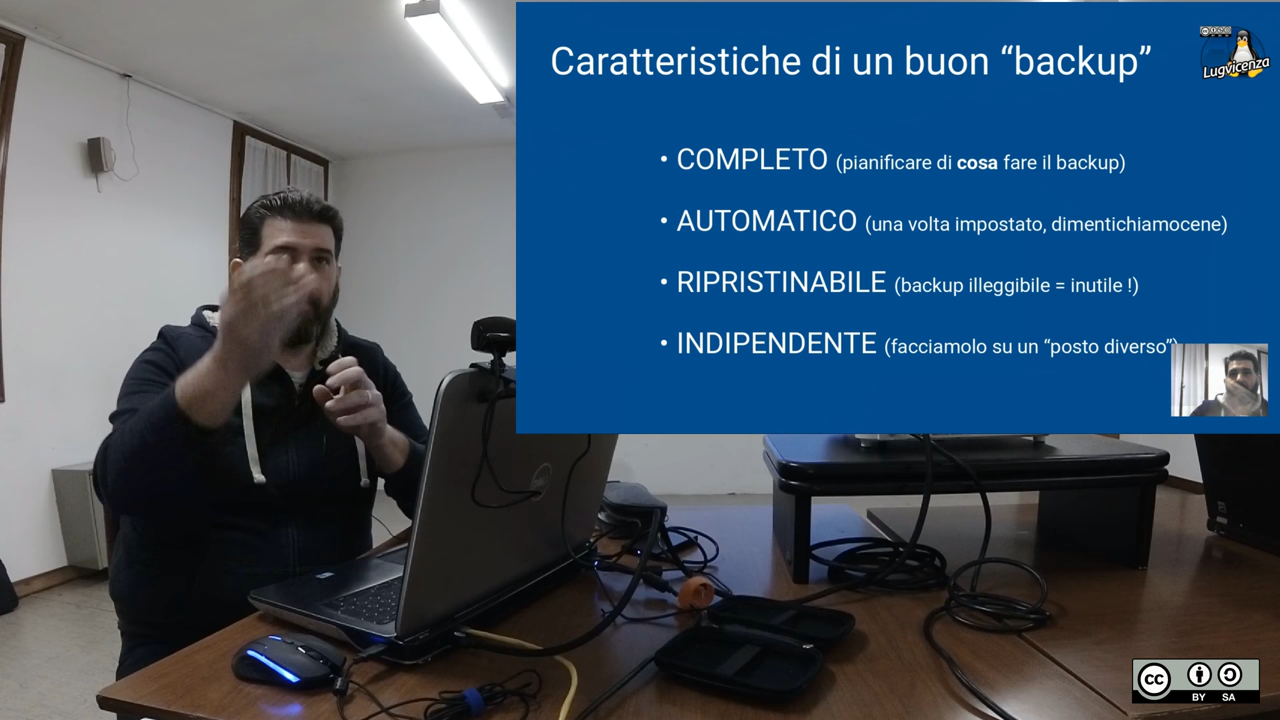 Caratteristiche di un buon “backup”
Lugvicenza
• COMPLETO (pianificare di cosa fare il backup)
• AUTOMATICO (una volta impostato, dimentichiamocene)
• RIPRISTINABILE (backup illeggibile = inutile !)
• INDIPENDENTE (facciamolo su un “posto diverso”)
cc
BY SA